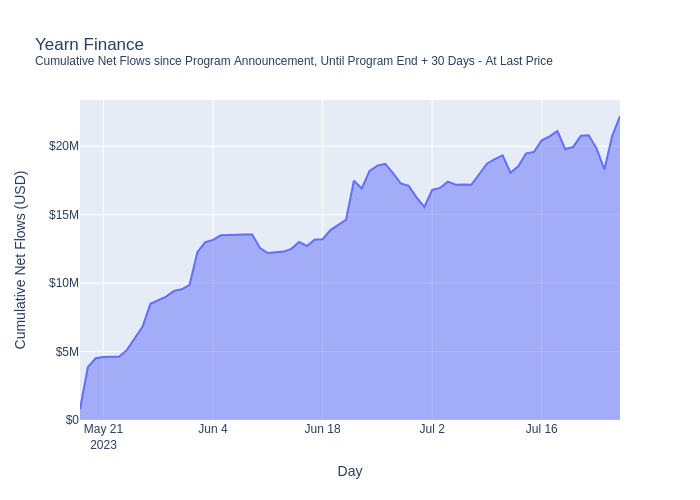 Yearn Finance
Cumulative Net Flows since Program Announcement, Until Program End + 30 Days - At Last Price
Cumulative Net Flows (USD)
$20M
$15M
$10M
$5M
$0
May 21
2023
Jun 4
Jun 18
Jul 2
Jul 16
Day